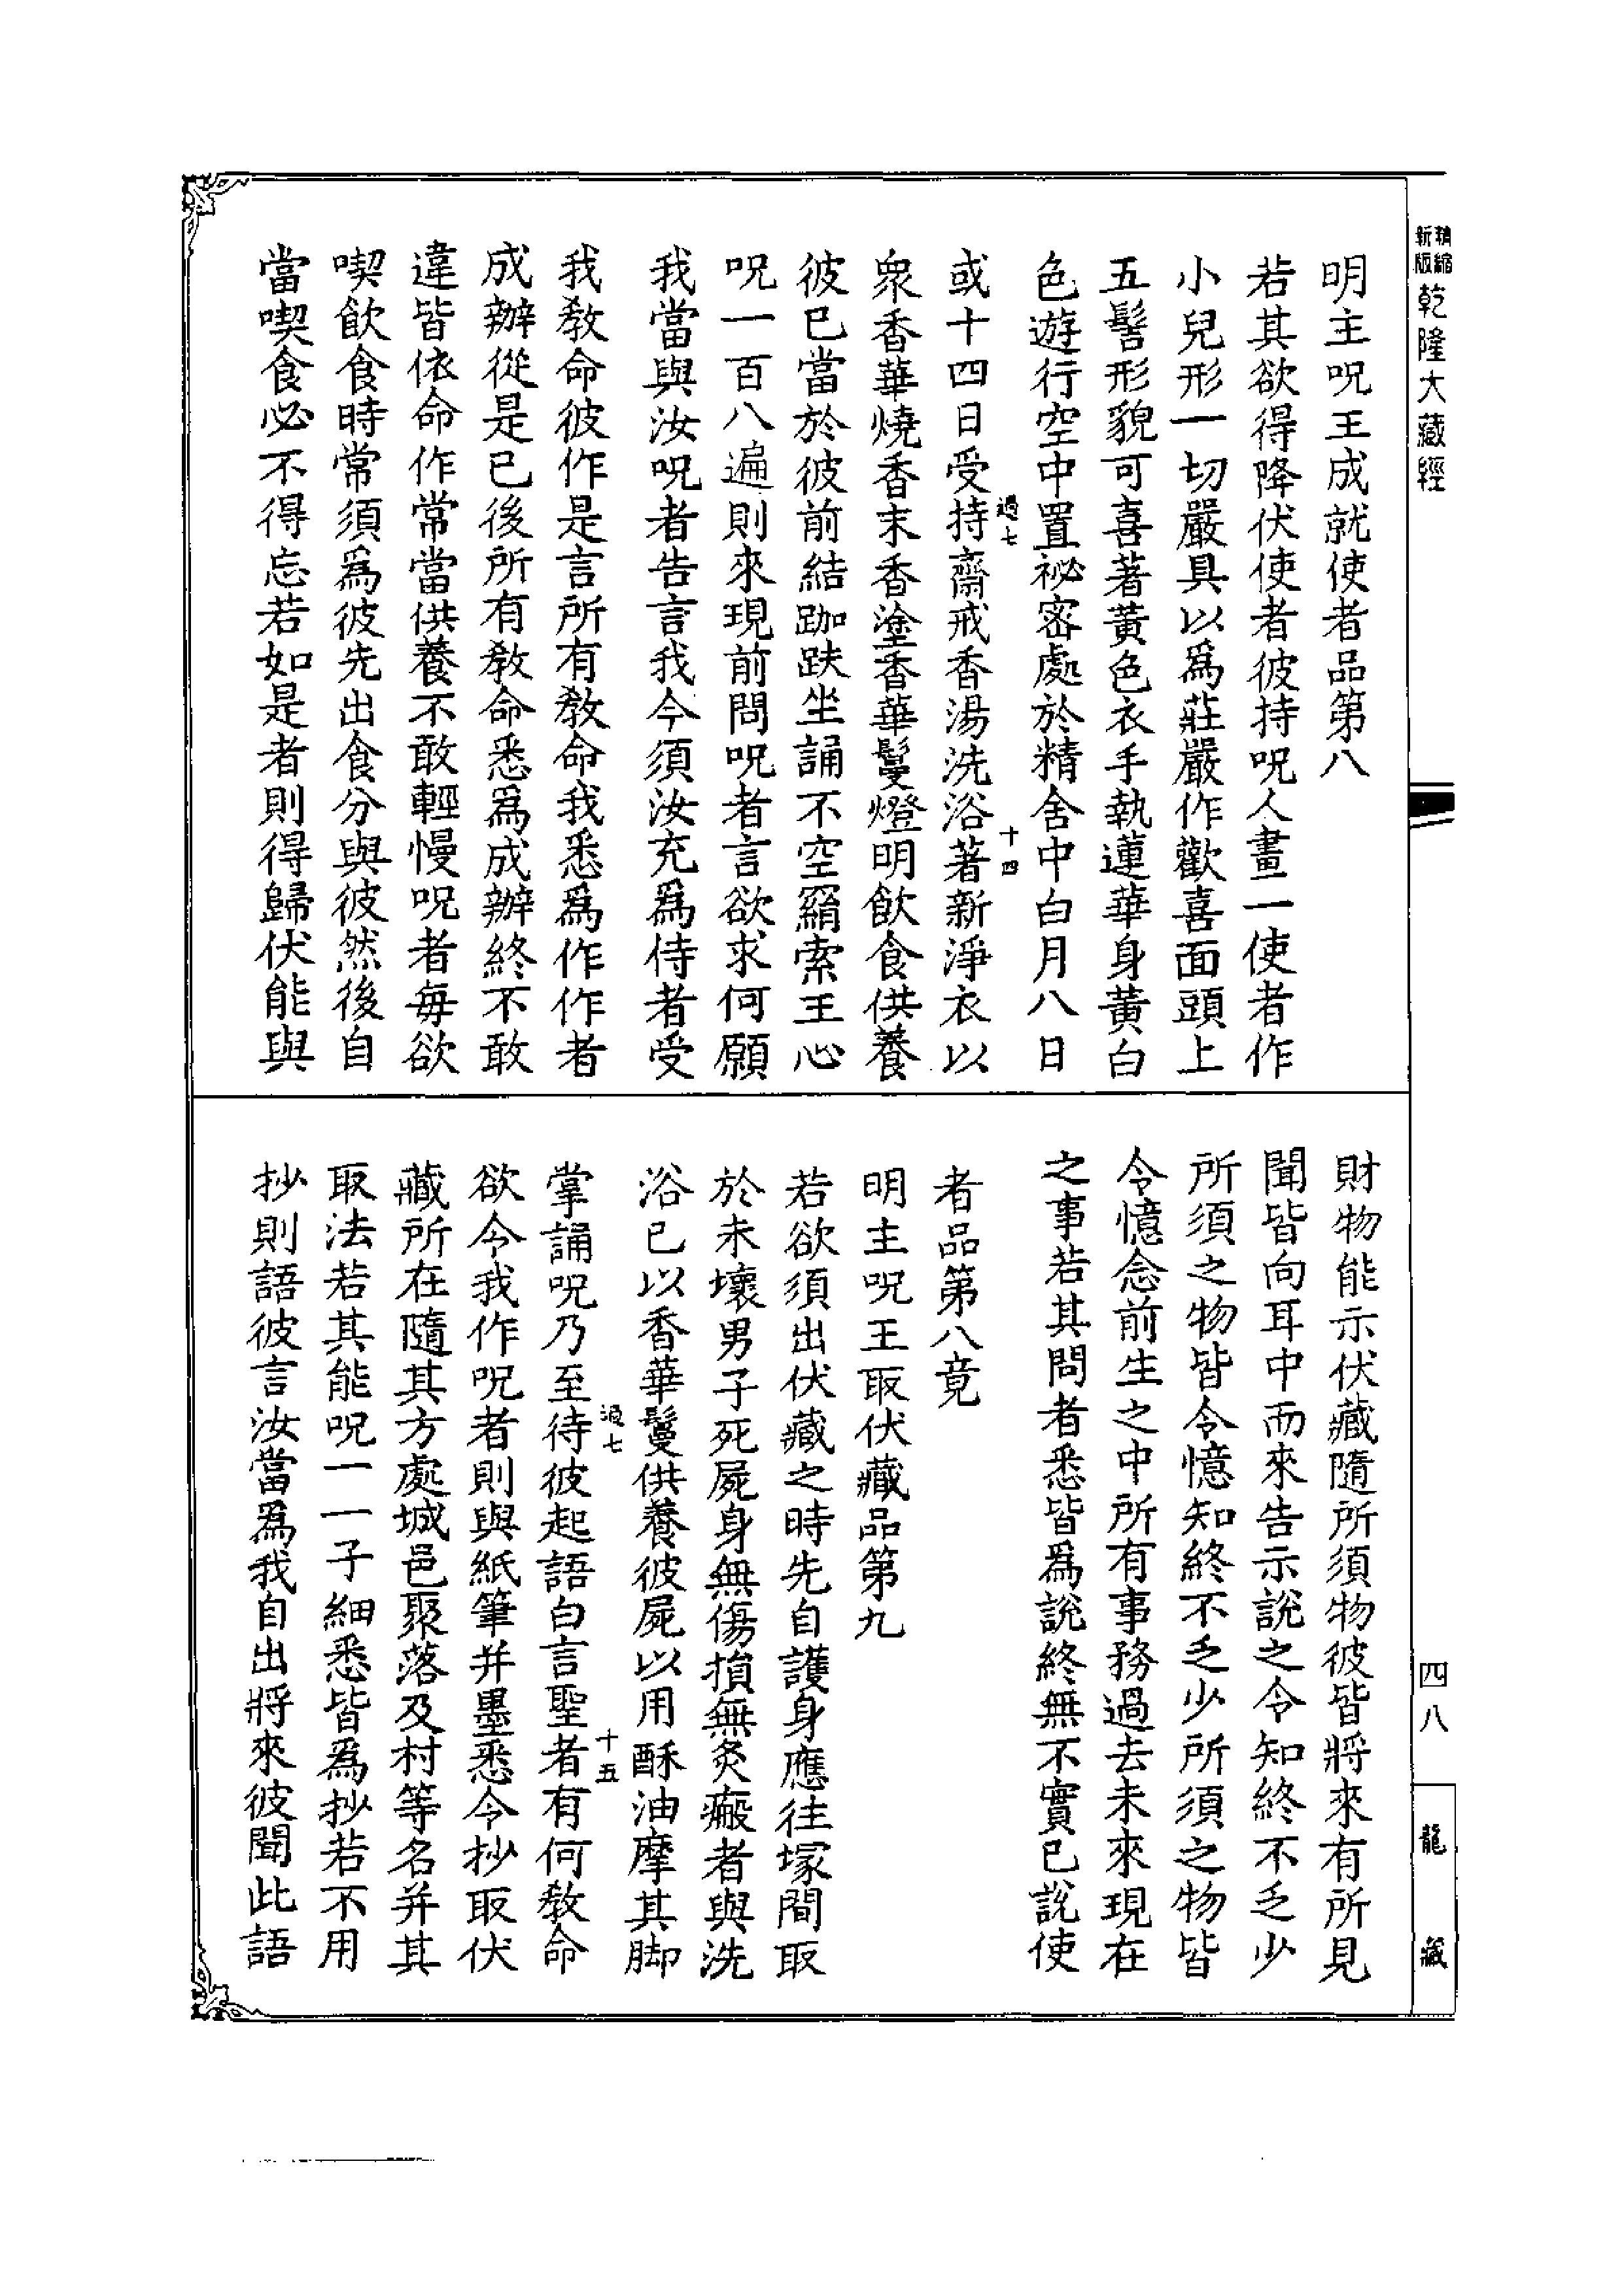 精縮
新版
乾隆大藏經
明主呪王成就使者品第八
若其欲得降伏使者彼持呪人畫一使者作
小兒形一切嚴具以爲莊嚴作歡喜面頭上
五髻形貌可喜著黃色衣手執蓮華身黃白
色遊行空中置祕密處於精舍中白月八日
過七
十四
或十四日受持齋戒香湯洗浴著新淨衣以
衆香華燒香末香塗香華鬘燈明飲食供養
彼已當於彼前結跏趺坐誦不空羂索王心
呪一百八遍則來現前問呪者言欲求何願
我當與汝呪者告言我今須汝充爲侍者受
我教命彼作是言所有教命我悉爲作作者
成辦從是已後所有教命悉爲成辦終不敢
違皆依命作常當供養不敢輕慢呪者每欲
喫飲食時常須爲彼先出食分與彼然後自
當喫食必不得忘若如是者則得歸伏能與
財物能示伏藏隨所須物彼皆將來有所見
聞皆向耳中而來告示說之令知終不乏少
所須之物皆令憶知終不乏少所須之物皆
令憶念前生之中所有事務過去未來現在
之事若其問者悉皆爲說終無不實已說使
者品第八竟
明主呪王取伏藏品第九
若欲須出伏藏之時先自護身應往塚間取
於未壞男子死屍身無傷損無灸瘢者與洗
浴已以香華鬘供養彼屍以用酥油摩其脚
過七
十五
掌誦呪乃至待彼起語白言聖者有何教命
欲令我作呪者則與紙筆并墨悉令抄取伏
藏所在隨其方處城邑聚落及村等名并其
取法若其能呪一一子細悉皆爲抄若不用
抄則語彼言汝當爲我自出將來彼聞此語
四八
龍藏